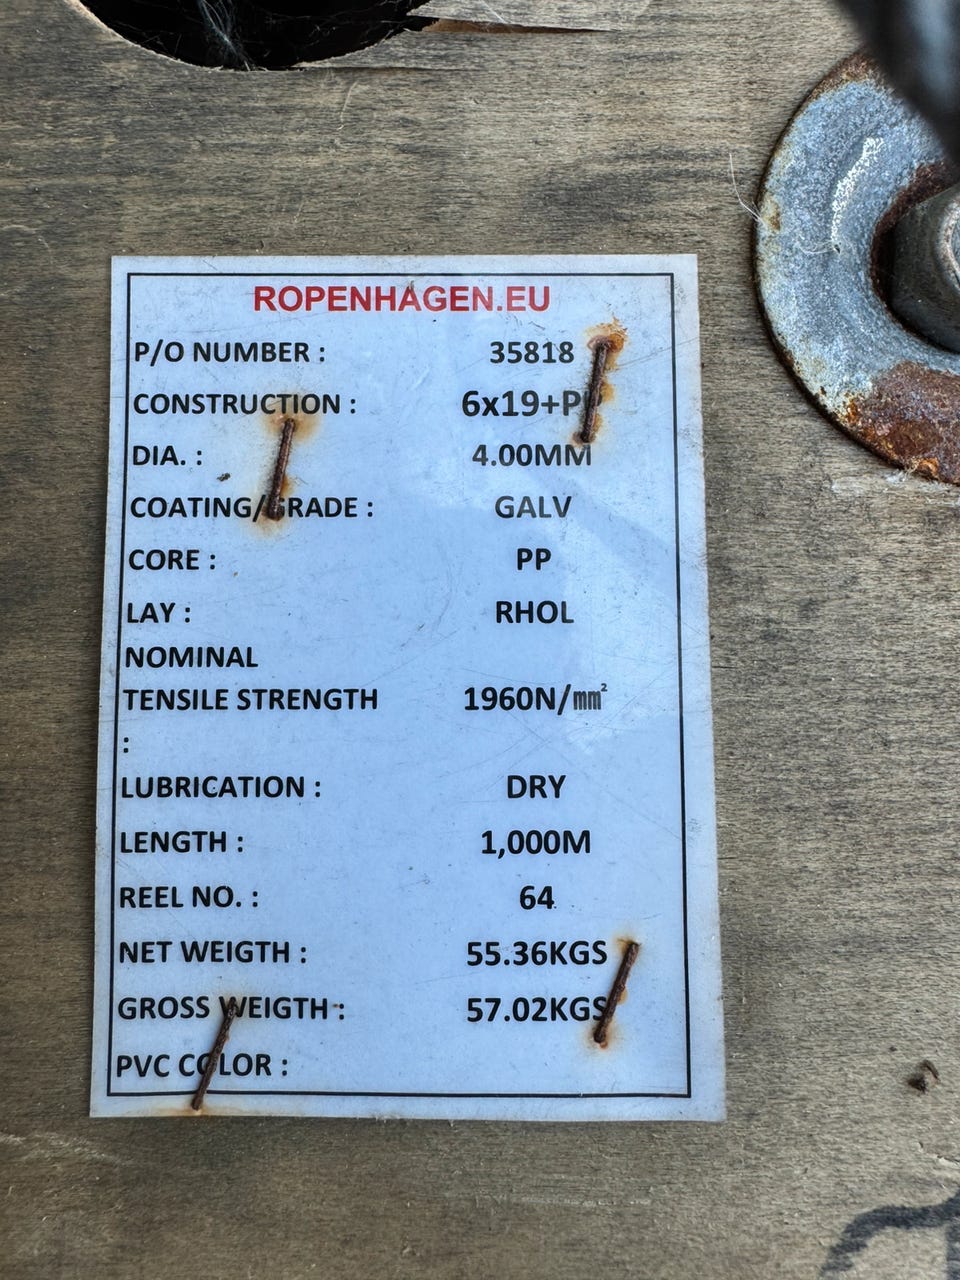 ROPENHAGEN.EU
P/O NUMBER : 35818
CONSTRUCTION : 6x19+PP
DIA. : 4.00MM
COATING/GRADE : GALV
CORE : PP
LAY : RHOL
NOMINAL
TENSILE STRENGTH 1960N/mm²
:
LUBRICATION : DRY
LENGTH : 1,000M
REEL NO. : 64
NET WEIGTH : 55.36KGS
GROSS WEIGTH : 57.02KGS
PVC COLOR :